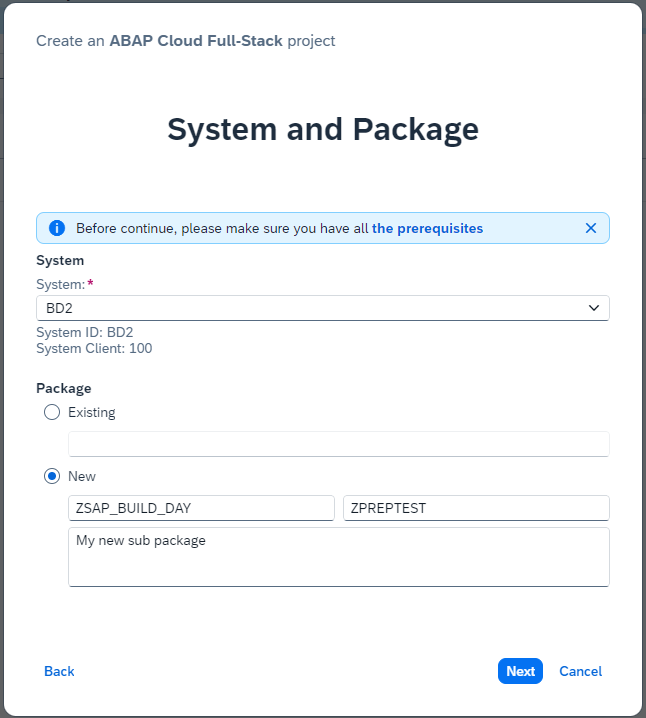 Create an ABAP Cloud Full-Stack project
System and Package
Before continue, please make sure you have all the prerequisites
System
System:*
BD2
System ID: BD2
System Client: 100
Package
Existing
New
ZSAP_BUILD_DAY ZPREPTEST
My new sub package
Back Next Cancel